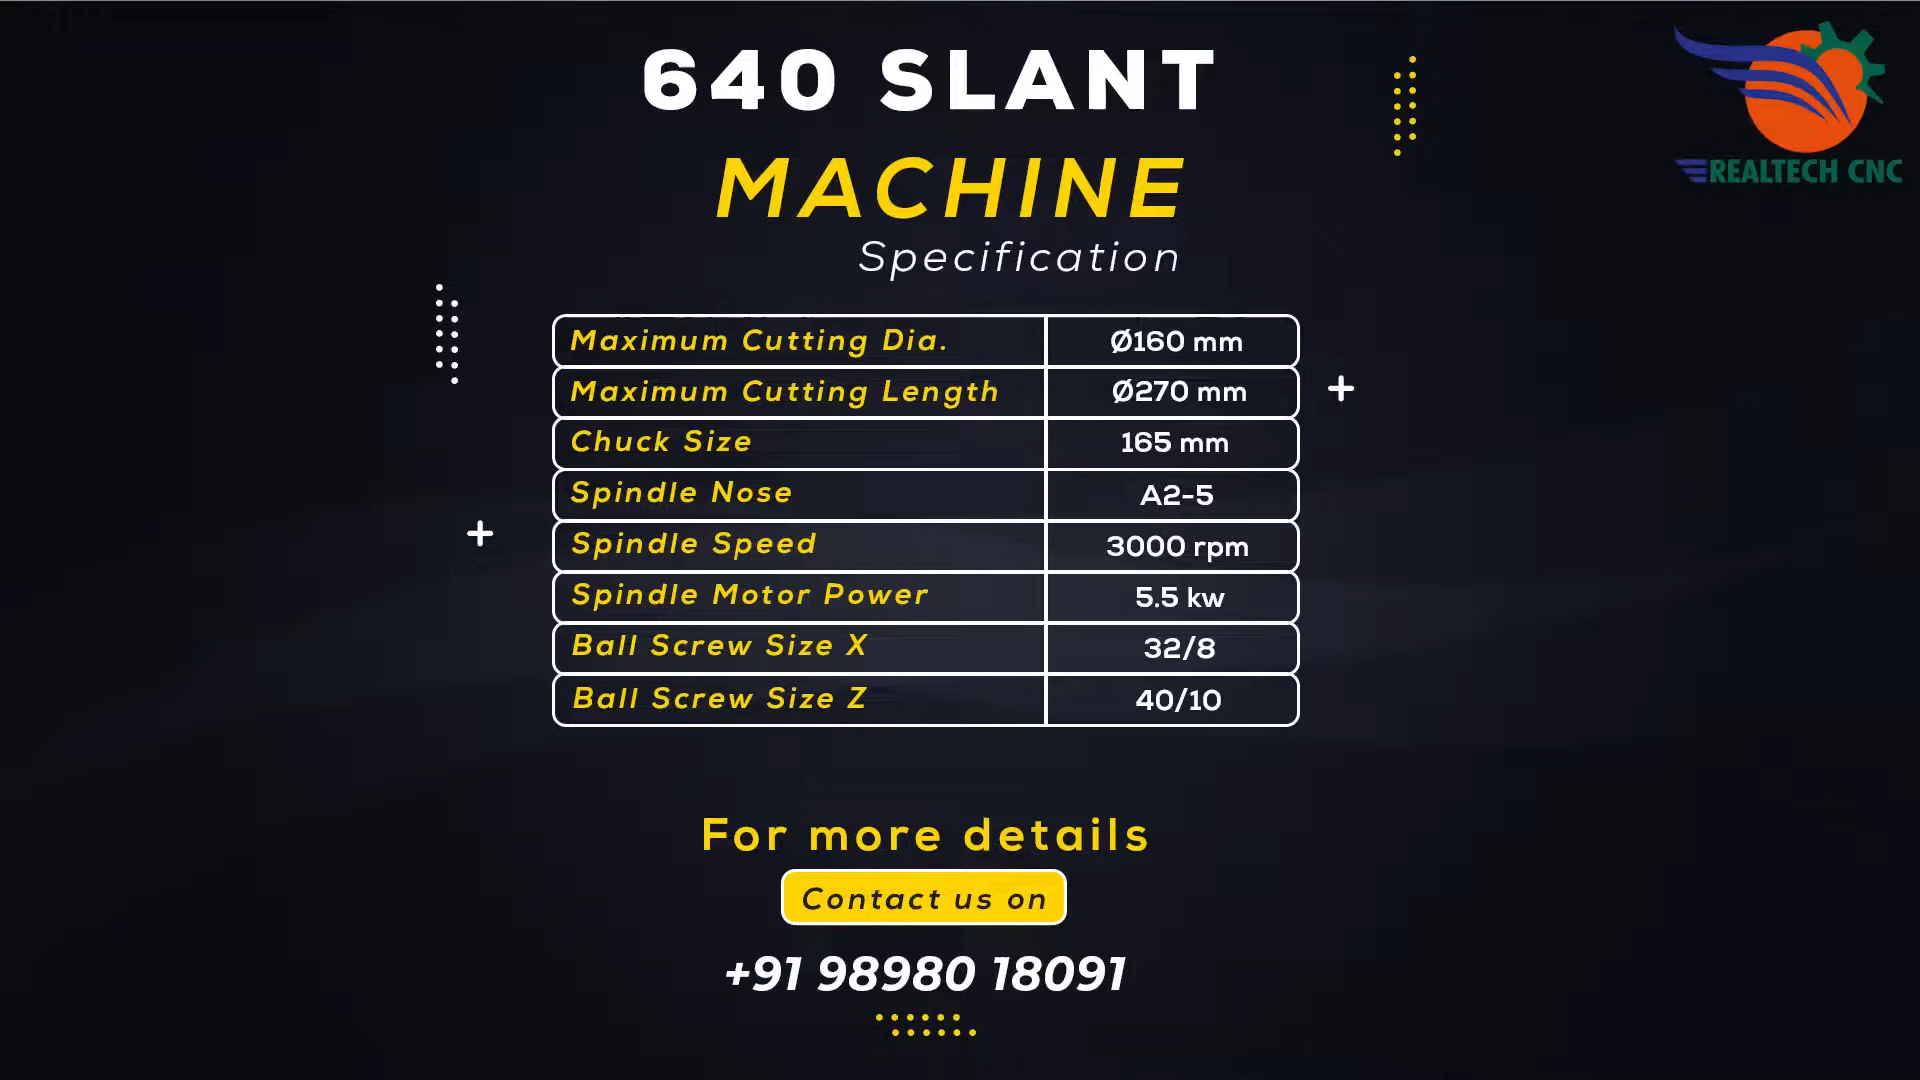 640 SLANT
MACHINE
Specification
REALTECH CNC
Maximum Cutting Dia. Ø160 mm
Maximum Cutting Length Ø270 mm
Chuck Size 165 mm
Spindle Nose A2-5
Spindle Speed 3000 rpm
Spindle Motor Power 5.5 kw
Ball Screw Size X 32/8
Ball Screw Size Z 40/10
For more details
Contact us on
+91 98980 18091